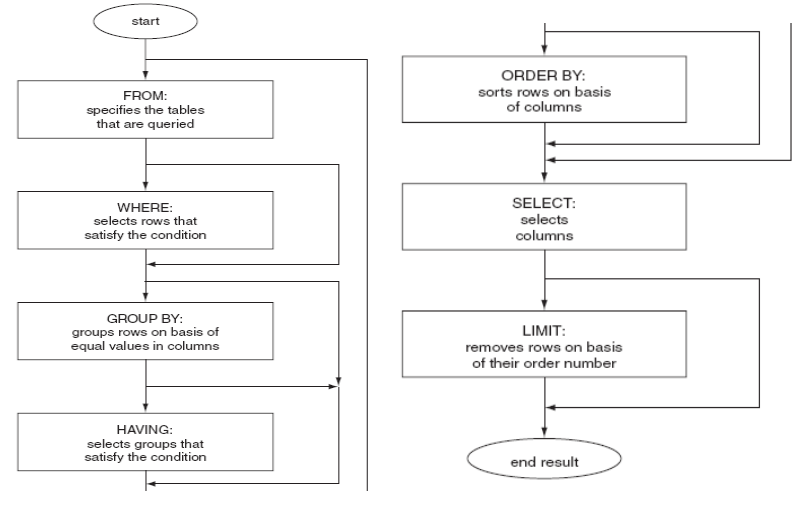 start
FROM:
specifies the tables
that are queried
WHERE:
selects rows that
satisfy the condition
GROUP BY:
groups rows on basis of
equal values in columns
HAVING:
selects groups that
satisfy the condition
ORDER BY:
sorts rows on basis
of columns
SELECT:
selects
columns
LIMIT:
removes rows on basis
of their order number
end result